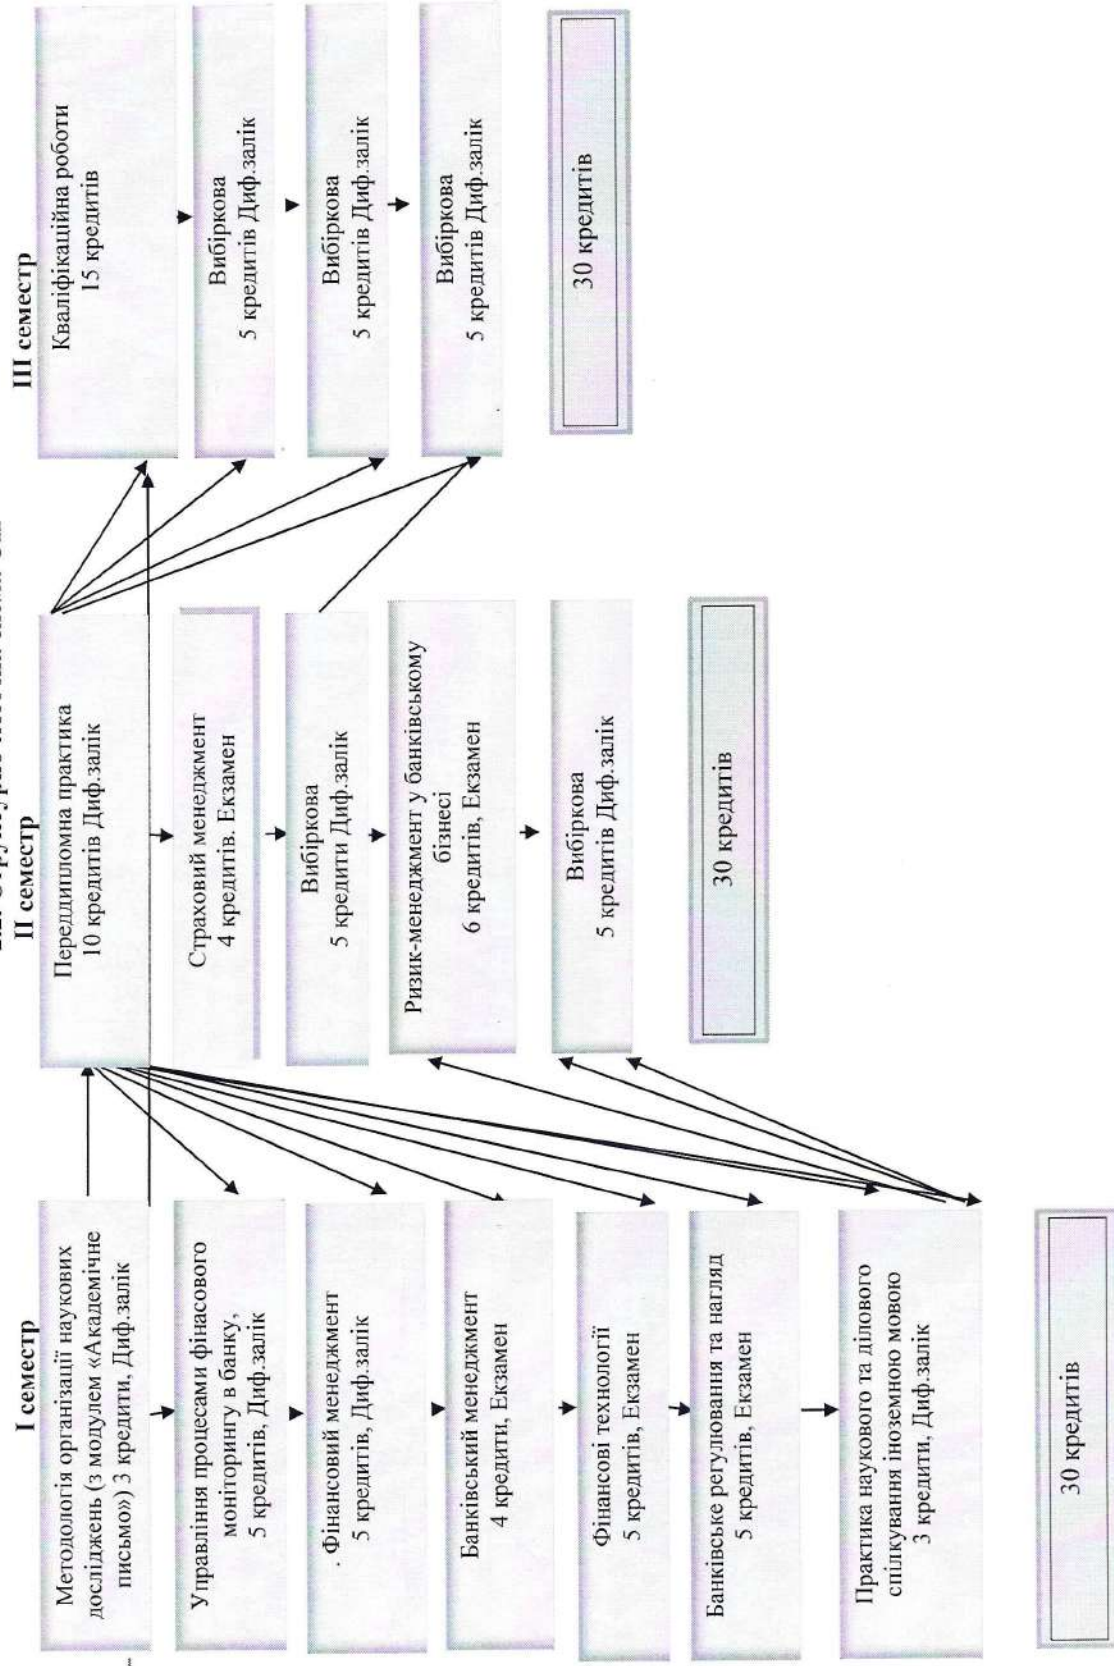 І семестр
Методологія організації наукових
досліджень (з модулем «Академічне
письмо») 3 кредити, Диф.залік
Управління процесами фінасового
моніторингу в банку,
5 кредитів, Диф.залік
. Фінансовий менеджмент
5 кредитів, Диф.залік
Банківський менеджмент
4 кредити, Екзамен
Фінансові технології
5 кредитів, Екзамен
Банківське регулювання та нагляд
5 кредитів, Екзамен
Практика наукового та ділового
спілкування іноземною мовою
3 кредити, Диф.залік
30 кредитів
ІІ семестр
Переддипломна практика
10 кредитів Диф.залік
Страховий менеджмент
4 кредитів. Екзамен
Вибіркова
5 кредити Диф.залік
Ризик-менеджмент у банківському
бізнесі
6 кредитів, Екзамен
Вибіркова
5 кредитів Диф.залік
30 кредитів
ІІІ семестр
Кваліфікаційна роботи
15 кредитів
Вибіркова
5 кредитів Диф.залік
Вибіркова
5 кредитів Диф.залік
Вибіркова
5 кредитів Диф.залік
30 кредитів